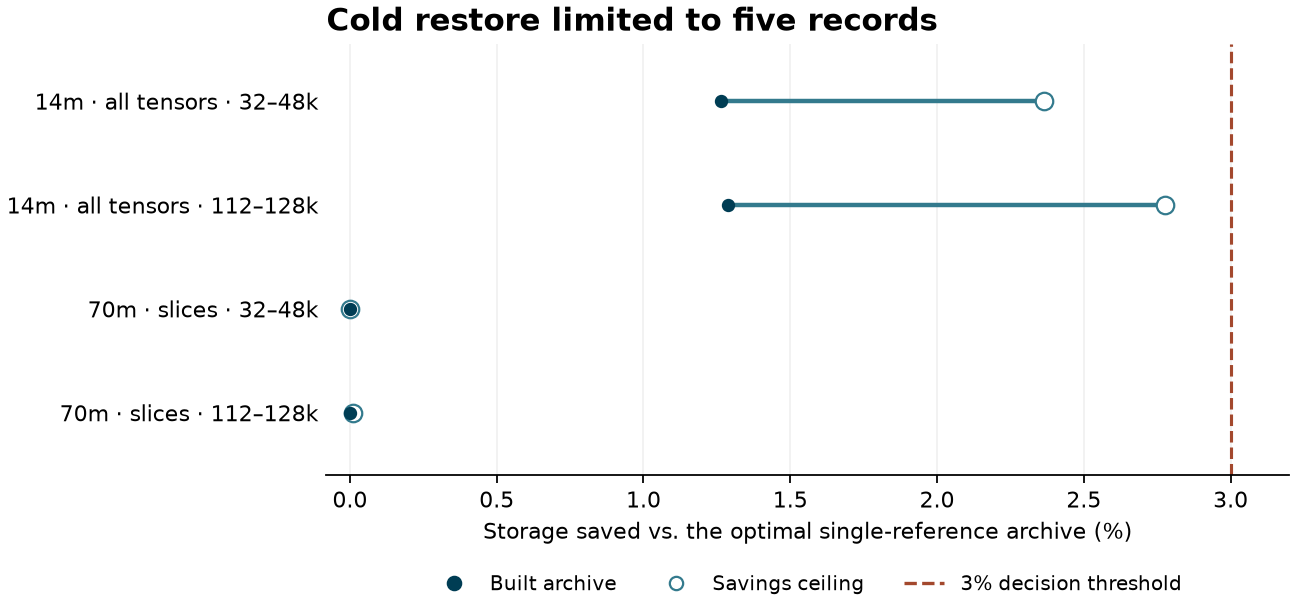 Cold restore limited to five records
14m · all tensors · 32–48k
14m · all tensors · 112–128k
70m · slices · 32–48k
70m · slices · 112–128k
0.0 0.5 1.0 1.5 2.0 2.5 3.0
Storage saved vs. the optimal single-reference archive (%)
Built archive Savings ceiling 3% decision threshold